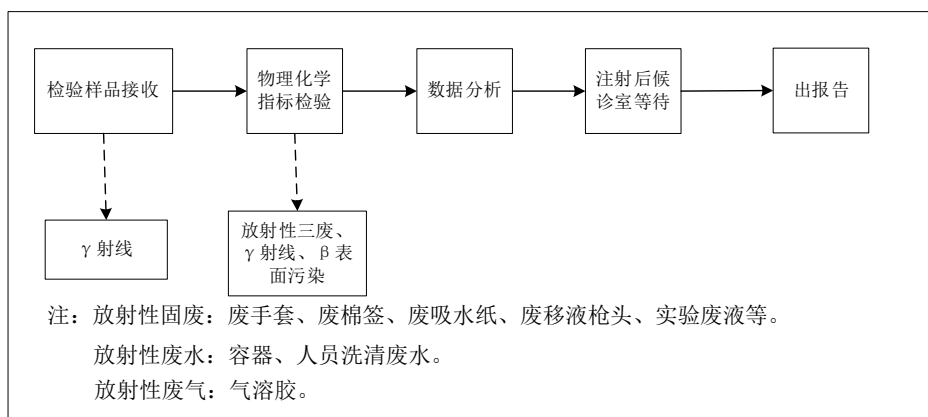 检验样品接收
物理化学
指标检验
数据分析
注射后候
诊室等待
出报告
γ射线
放射性三废、
γ射线、β表
面污染
注：放射性固废：废手套、废棉签、废吸水纸、废移液枪头、实验废液等。
放射性废水：容器、人员洗清废水。
放射性废气：气溶胶。